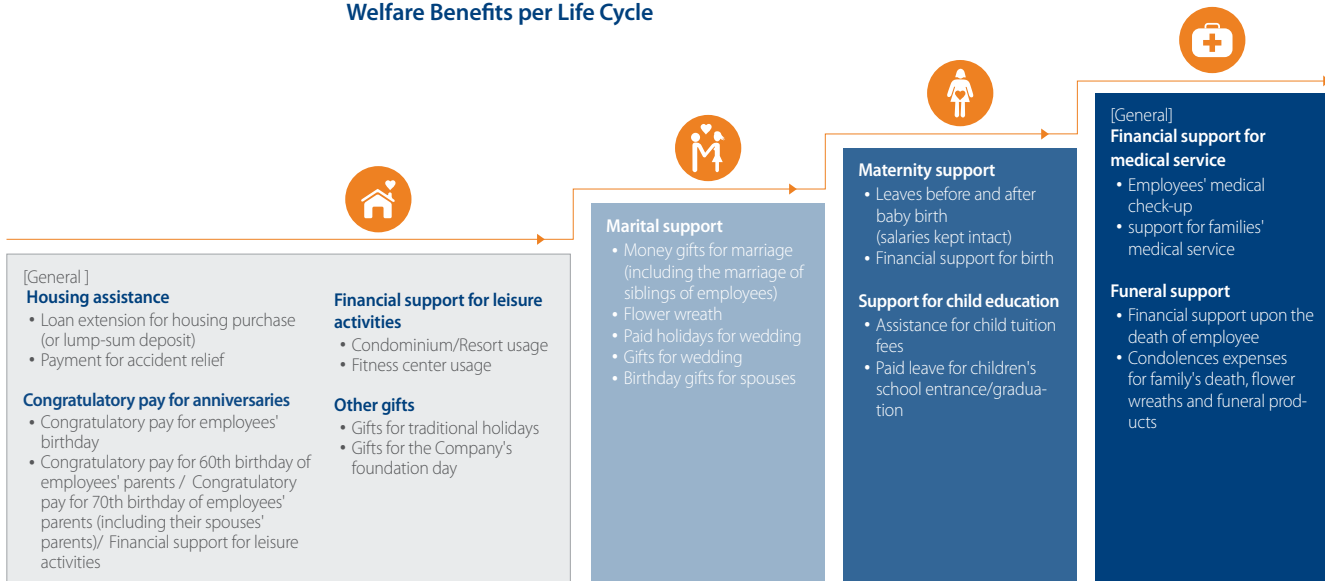 Welfare Benefits per Life Cycle
[General ]
Housing assistance
• Loan extension for housing purchase
(or lump-sum deposit)
• Payment for accident relief
Congratulatory pay for anniversaries
• Congratulatory pay for employees'
birthday
• Congratulatory pay for 60th birthday of
employees' parents / Congratulatory
pay for 70th birthday of employees'
parents (including their spouses'
parents)/ Financial support for leisure
activities
Financial support for leisure
activities
• Condominium/Resort usage
• Fitness center usage
Other gifts
• Gifts for traditional holidays
• Gifts for the Company's
foundation day
Marital support
• Money gifts for marriage
(including the marriage of
siblings of employees)
• Flower wreath
• Paid holidays for wedding
• Gifts for wedding
• Birthday gifts for spouses
Maternity support
• Leaves before and after
baby birth
(salaries kept intact)
• Financial support for birth
Support for child education
• Assistance for child tuition
fees
• Paid leave for children's
school entrance/gradua-
tion
[General]
Financial support for
medical service
• Employees' medical
check-up
• support for families'
medical service
Funeral support
• Financial support upon the
death of employee
• Condolences expenses
for family's death, flower
wreaths and funeral prod-
ucts